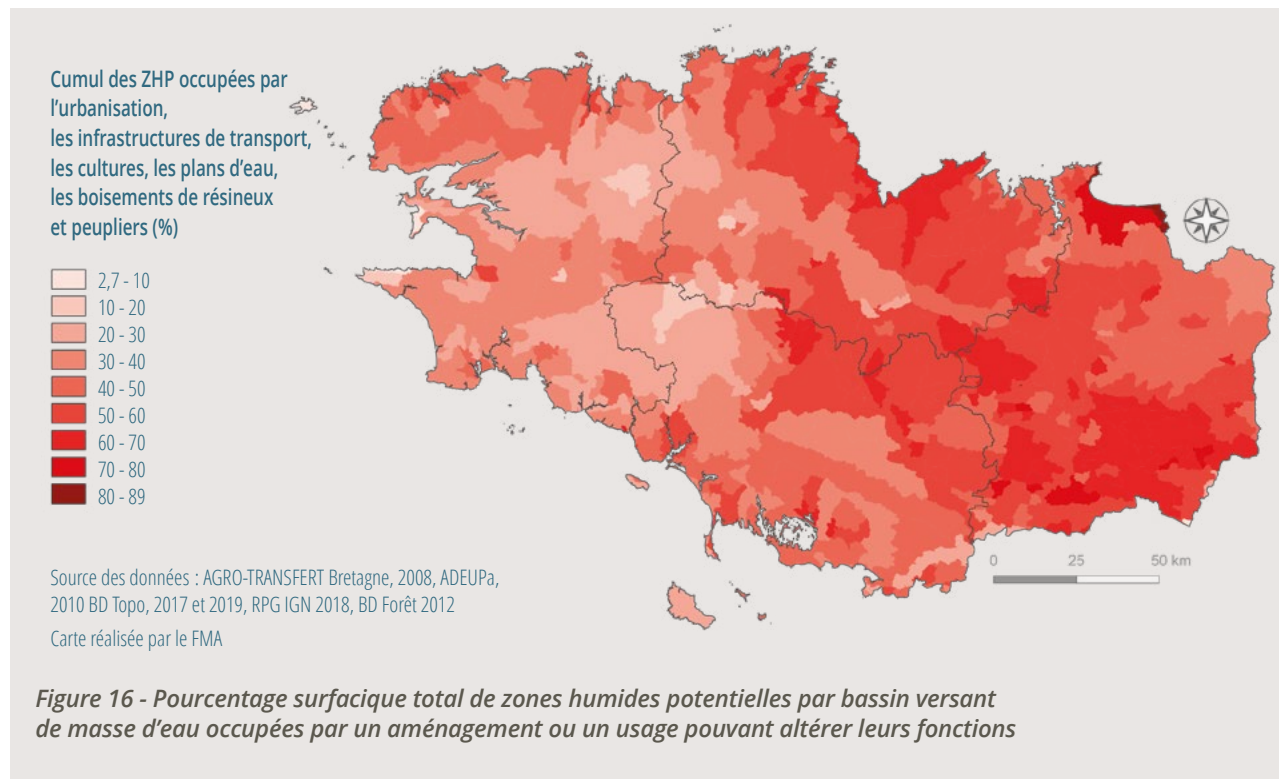 Cumul des ZHP occupées par
l'urbanisation,
les infrastructures de transport,
les cultures, les plans d'eau,
les boisements de résineux
et peupliers (%)
2,7 - 10
10 - 20
20 - 30
30 - 40
40 - 50
50 - 60
60 - 70
70 - 80
80 - 89
0 25 50 km
Source des données : AGRO-TRANSFERT Bretagne, 2008, ADEUPa,
2010 BD Topo, 2017 et 2019, RPG IGN 2018, BD Forêt 2012
Carte réalisée par le FMA
Figure 16 - Pourcentage surfacique total de zones humides potentielles par bassin versant
de masse d'eau occupées par un aménagement ou un usage pouvant altérer leurs fonctions